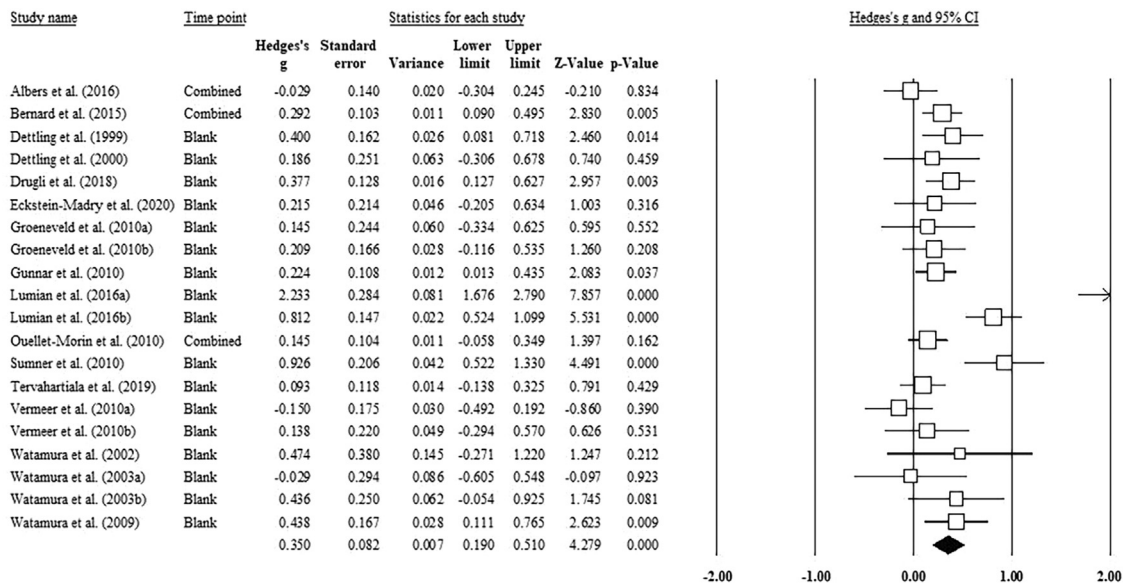 Study name Time point Statistics for each study Hedges's g and 95% CI
Hedges's Standard Lower Upper
g error Variance limit limit Z-Value p-Value
Albers et al. (2016) Combined -0.029 0.140 0.020 -0.304 0.245 -0.210 0.834
Bernard et al. (2015) Combined 0.292 0.103 0.011 0.090 0.495 2.830 0.005
Dettling et al. (1999) Blank 0.400 0.162 0.026 0.081 0.718 2.460 0.014
Dettling et al. (2000) Blank 0.186 0.251 0.063 -0.306 0.678 0.740 0.459
Drugli et al. (2018) Blank 0.377 0.128 0.016 0.127 0.627 2.957 0.003
Eckstein-Madry et al. (2020) Blank 0.215 0.214 0.046 -0.205 0.634 1.003 0.316
Groeneveld et al. (2010a) Blank 0.145 0.244 0.060 -0.334 0.625 0.595 0.552
Groeneveld et al. (2010b) Blank 0.209 0.166 0.028 -0.116 0.535 1.260 0.208
Gunnar et al. (2010) Blank 0.224 0.108 0.012 0.013 0.435 2.083 0.037
Lumian et al. (2016a) Blank 2.233 0.284 0.081 1.676 2.790 7.857 0.000
Lumian et al. (2016b) Blank 0.812 0.147 0.022 0.524 1.099 5.531 0.000
Ouellet-Morin et al. (2010) Combined 0.145 0.104 0.011 -0.058 0.349 1.397 0.162
Sumner et al. (2010) Blank 0.926 0.206 0.042 0.522 1.330 4.491 0.000
Tervahartiala et al. (2019) Blank 0.093 0.118 0.014 -0.138 0.325 0.791 0.429
Vermeer et al. (2010a) Blank -0.150 0.175 0.030 -0.492 0.192 -0.860 0.390
Vermeer et al. (2010b) Blank 0.138 0.220 0.049 -0.294 0.570 0.626 0.531
Watamura et al. (2002) Blank 0.474 0.380 0.145 -0.271 1.220 1.247 0.212
Watamura et al. (2003a) Blank -0.029 0.294 0.086 -0.605 0.548 -0.097 0.923
Watamura et al. (2003b) Blank 0.436 0.250 0.062 -0.054 0.925 1.745 0.081
Watamura et al. (2009) Blank 0.438 0.167 0.028 0.111 0.765 2.623 0.009
0.350 0.082 0.007 0.190 0.510 4.279 0.000
-2.00 -1.00 0.00 1.00 2.00